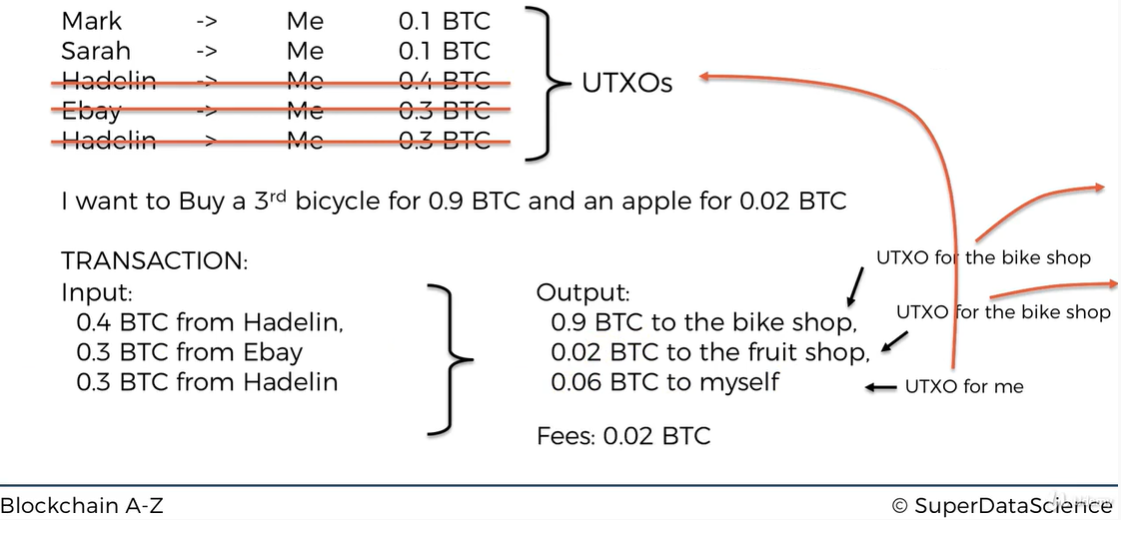 Mark -> Me 0.1 BTC
Sarah -> Me 0.1 BTC
Hadelin -> Me 0.4 BTC
Ebay -> Me 0.3 BTC
Hadelin > Me 0.3 BTC
UTXOs
I want to Buy a 3rd bicycle for 0.9 BTC and an apple for 0.02 BTC
TRANSACTION:
Input:
0.4 BTC from Hadelin,
0.3 BTC from Ebay
0.3 BTC from Hadelin
Output:
0.9 BTC to the bike shop,
0.02 BTC to the fruit shop,
0.06 BTC to myself
Fees: 0.02 BTC
UTXO for the bike shop
UTXO for the bike shop
UTXO for me
Blockchain A-Z
© SuperDataScience